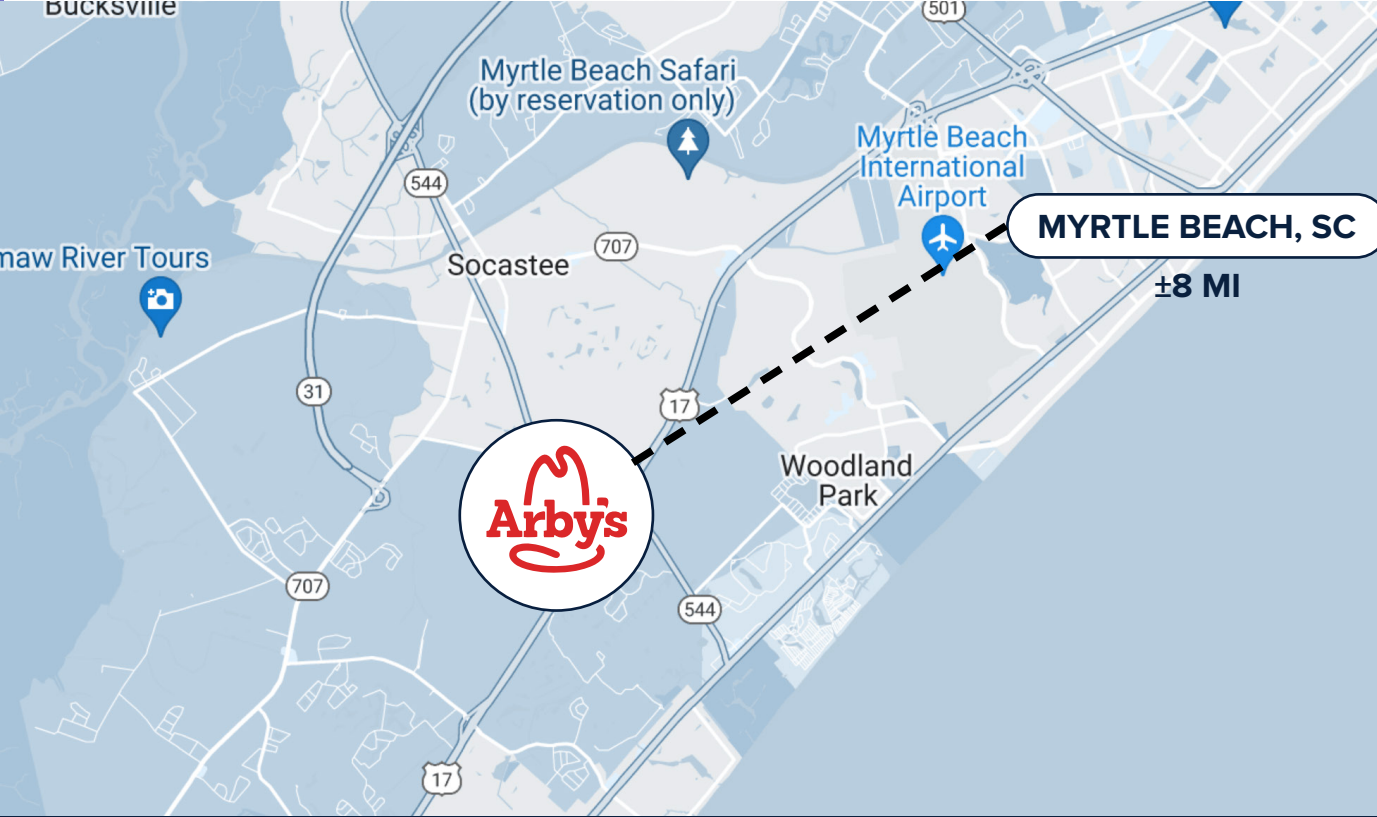 Bucksville
501
Myrtle Beach Safari
(by reservation only)
Myrtle Beach
International
Airport
544
MYRTLE BEACH, SC
707
maw River Tours
Socastee
±8 MI
31
17
Woodland
Park
Arby's
707
544
17